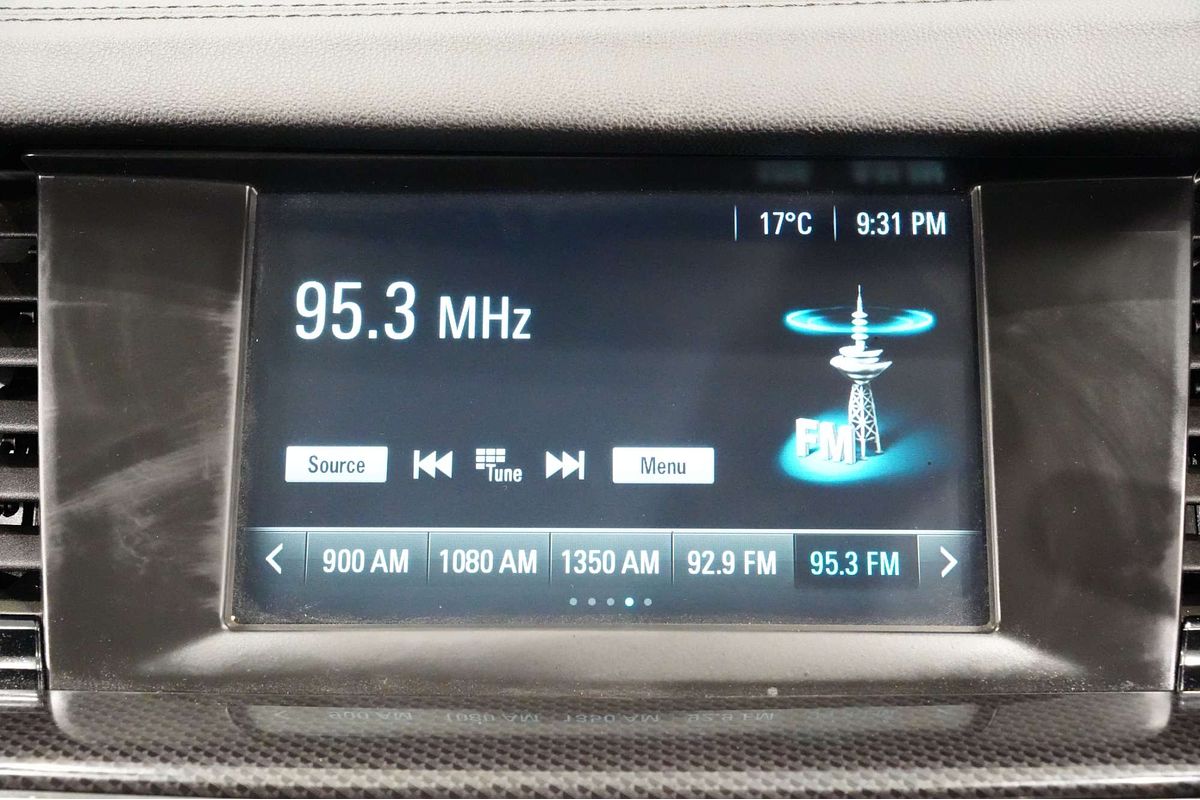 17°C 9:31 PM
95.3 MHz
FM
Source Tune Menu
900 AM 1080 AM 1350 AM 92.9 FM 95.3 FM